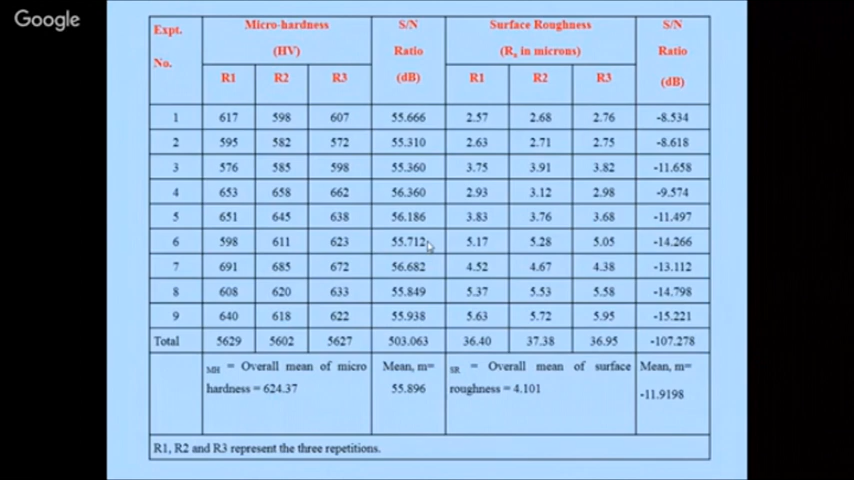 Google
Expt. No.
Micro-hardness (HV)
S/N Ratio (dB)
Surface Roughness (Ra in microns)
S/N Ratio (dB)
R1 R2 R3 R1 R2 R3
1 617 598 607 55.666 2.57 2.68 2.76 -8.534
2 595 582 572 55.310 2.63 2.71 2.75 -8.618
3 576 585 598 55.360 3.75 3.91 3.82 -11.658
4 653 658 662 56.360 2.93 3.12 2.98 -9.574
5 651 645 638 56.186 3.83 3.76 3.68 -11.497
6 598 611 623 55.712 5.17 5.28 5.05 -14.266
7 691 685 672 56.682 4.52 4.67 4.38 -13.112
8 608 620 633 55.849 5.37 5.53 5.58 -14.798
9 640 618 622 55.938 5.63 5.72 5.95 -15.221
Total 5629 5602 5627 503.063 36.40 37.38 36.95 -107.278
MH = Overall mean of micro
hardness = 624.37
Mean, m=
55.896
SR = Overall mean of surface
roughness = 4.101
Mean, m=
-11.9198
R1, R2 and R3 represent the three repetitions.